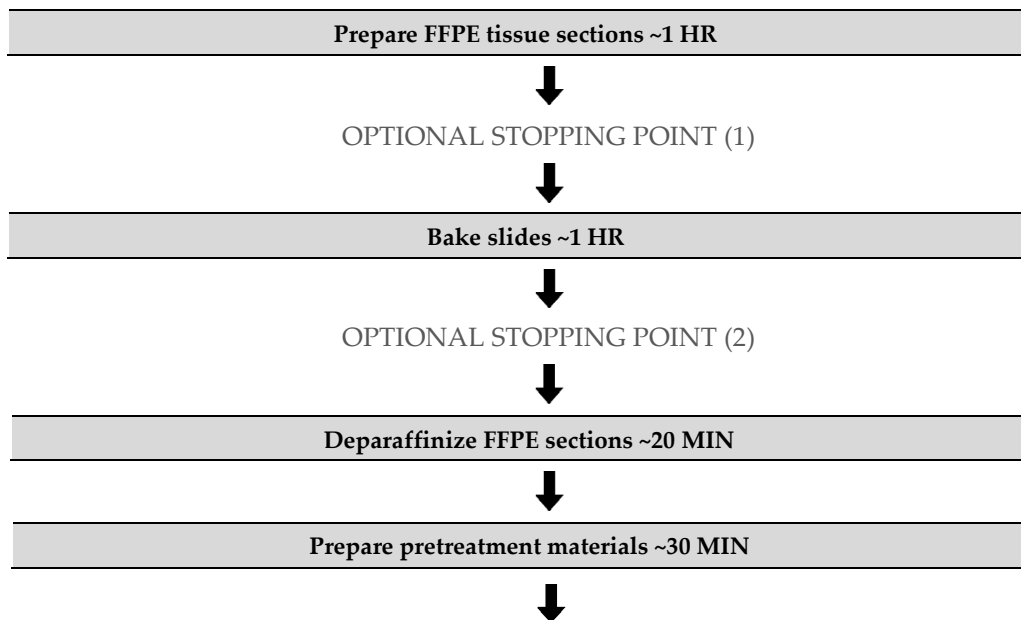 Prepare FFPE tissue sections ~1 HR
OPTIONAL STOPPING POINT (1)
Bake slides ~1 HR
OPTIONAL STOPPING POINT (2)
Deparaffinize FFPE sections ~20 MIN
Prepare pretreatment materials ~30 MIN